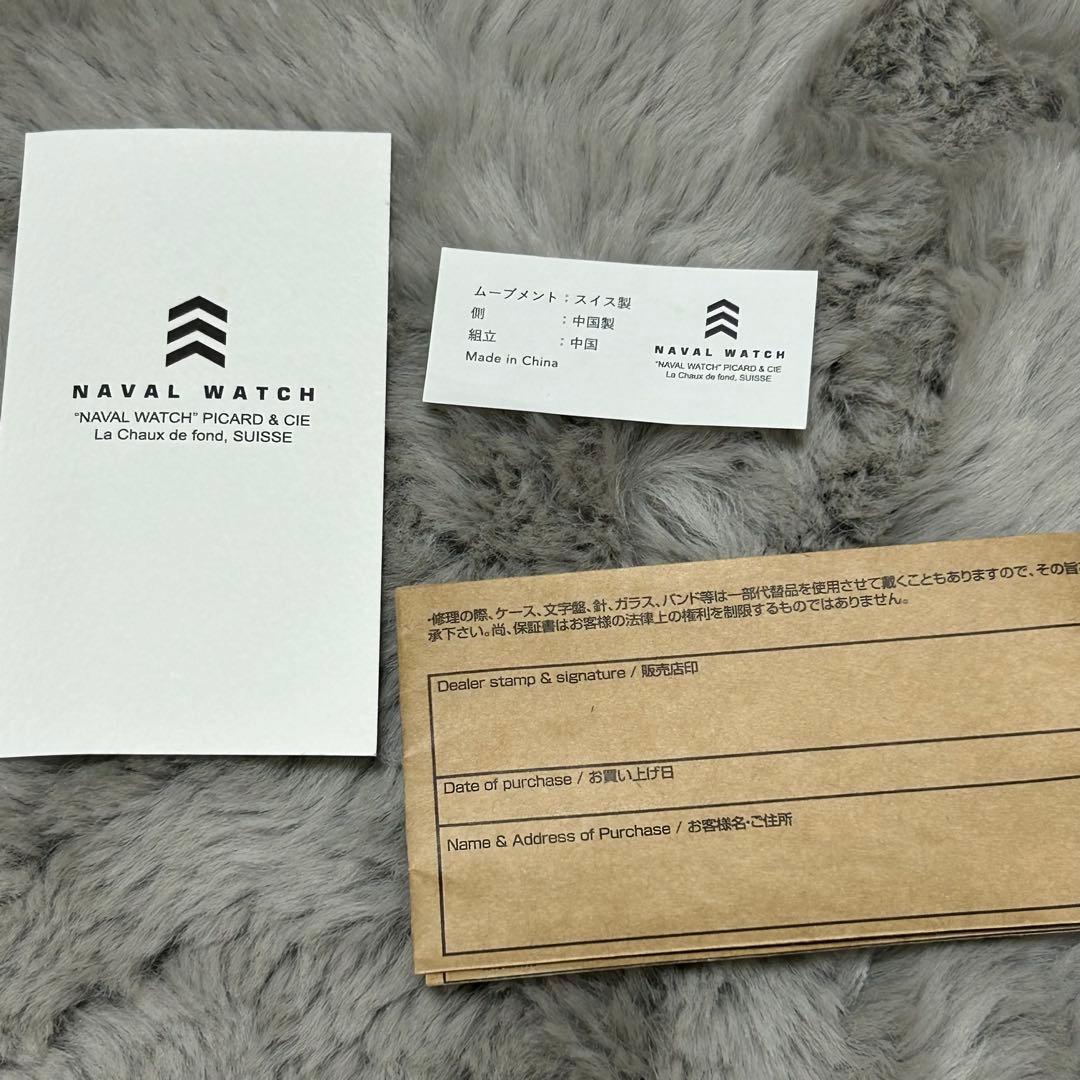 NAVAL WATCH
"NAVAL WATCH" PICARD & CIE
La Chaux de fond, SUISSE
ムーブメント：スイス製
側　　　　　：中国製
組立　　　　：中国
Made in China
NAVAL WATCH
"NAVAL WATCH" PICARD & CIE
La Chaux de fond, SUISSE
・修理の際、ケース、文字盤、針、ガラス、バンド等は一部代替品を使用させて戴くこともありますので、その旨
承下さい。尚、保証書はお客様の法律上の権利を制限するものではありません。
Dealer stamp & signature / 販売店印
Date of purchase / お買い上げ日
Name & Address of Purchase / お客様名・ご住所